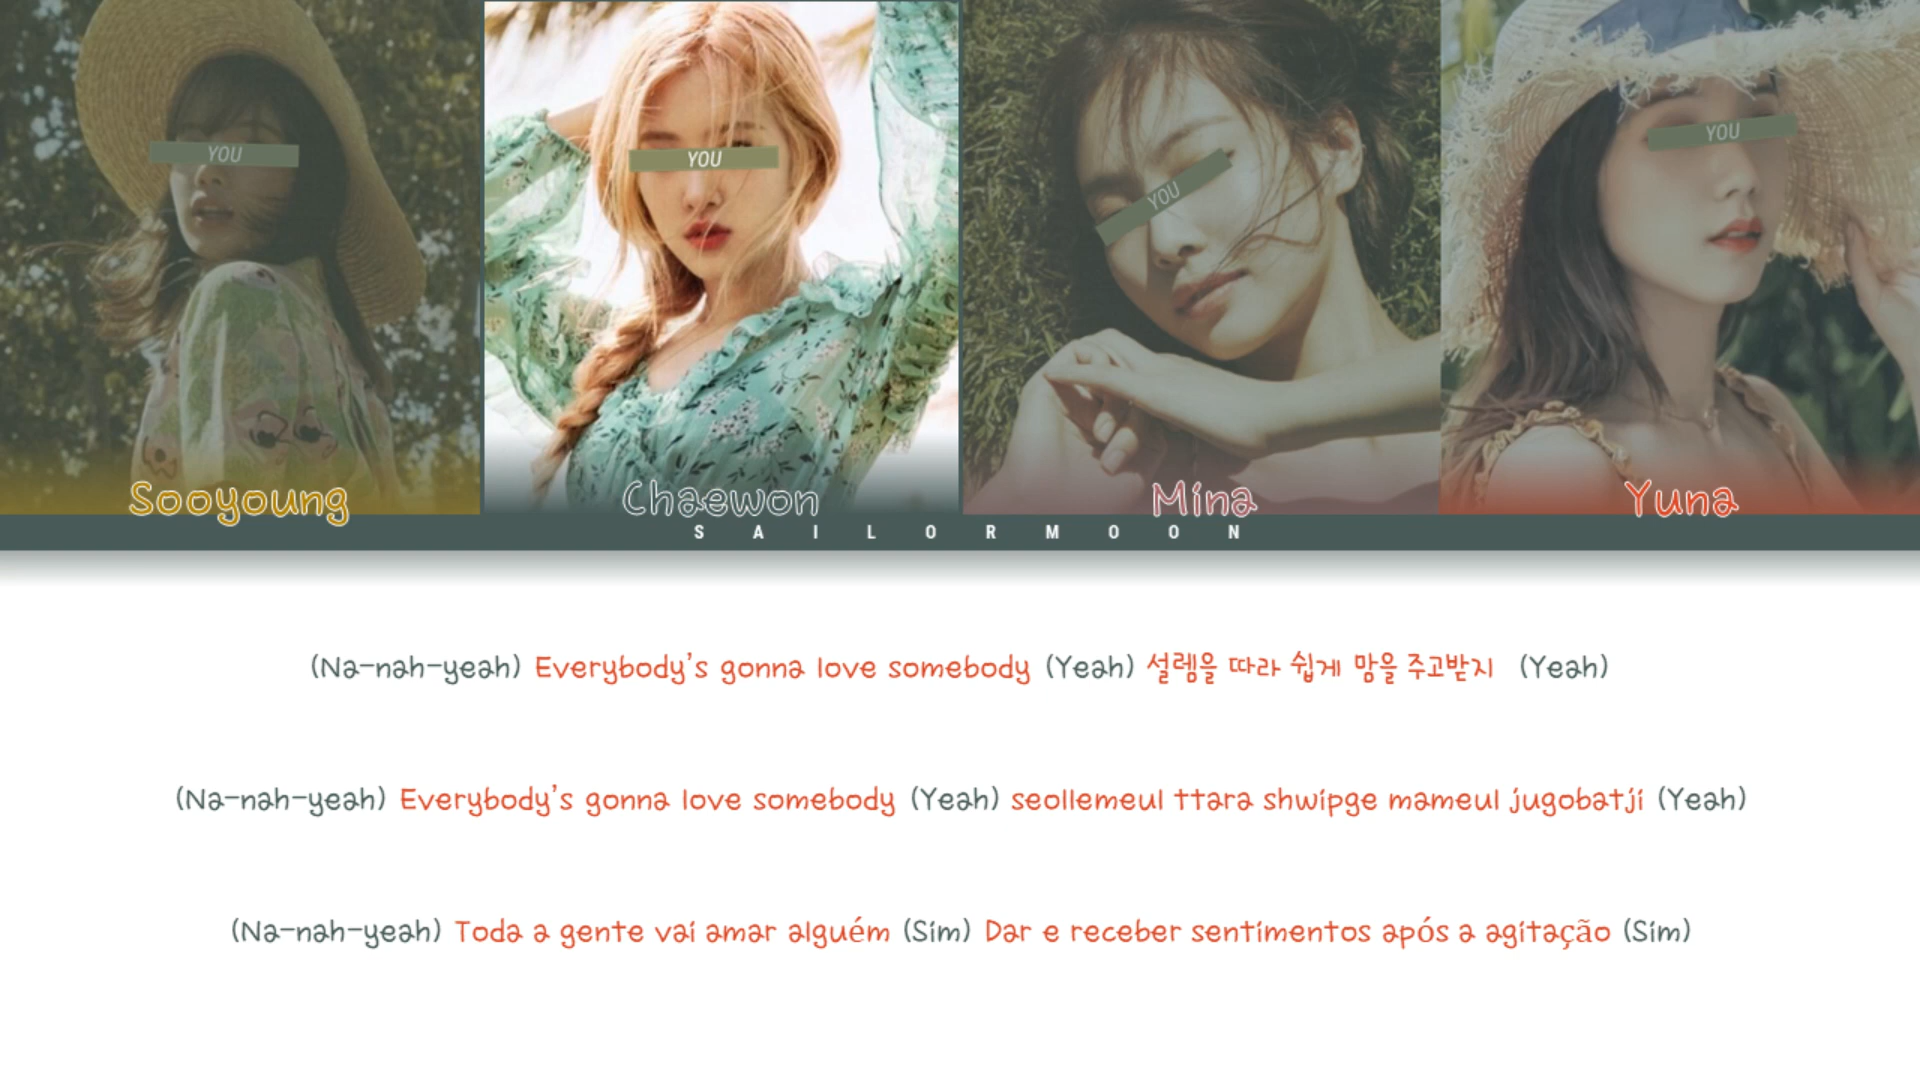 YOU
YOU
YOU
YOU
Sooyoung
Chaewon
Mina
Yuna
SAILORMOON
(Na-nah-yeah) Everybody's gonna love somebody (Yeah) 설렘을 따라 쉽게 맘을 주고받지 (Yeah)
(Na-nah-yeah) Everybody's gonna love somebody (Yeah) seollemeul ttara shwipge mameul jugobatji (Yeah)
(Na-nah-yeah) Toda a gente vai amar alguém (Sim) Dar e receber sentimentos após a agitação (Sim)